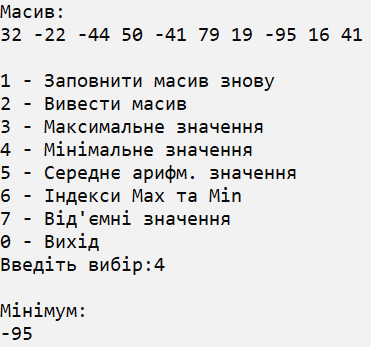 Масив:
32 -22 -44 50 -41 79 19 -95 16 41
1 - Заповнити масив знову
2 - Вивести масив
3 - Максимальне значення
4 - Мінімальне значення
5 - Середнє арифм. значення
6 - Індекси Max та Min
7 - Від'ємні значення
0 - Вихід
Введіть вибір:4
Мінімум:
-95